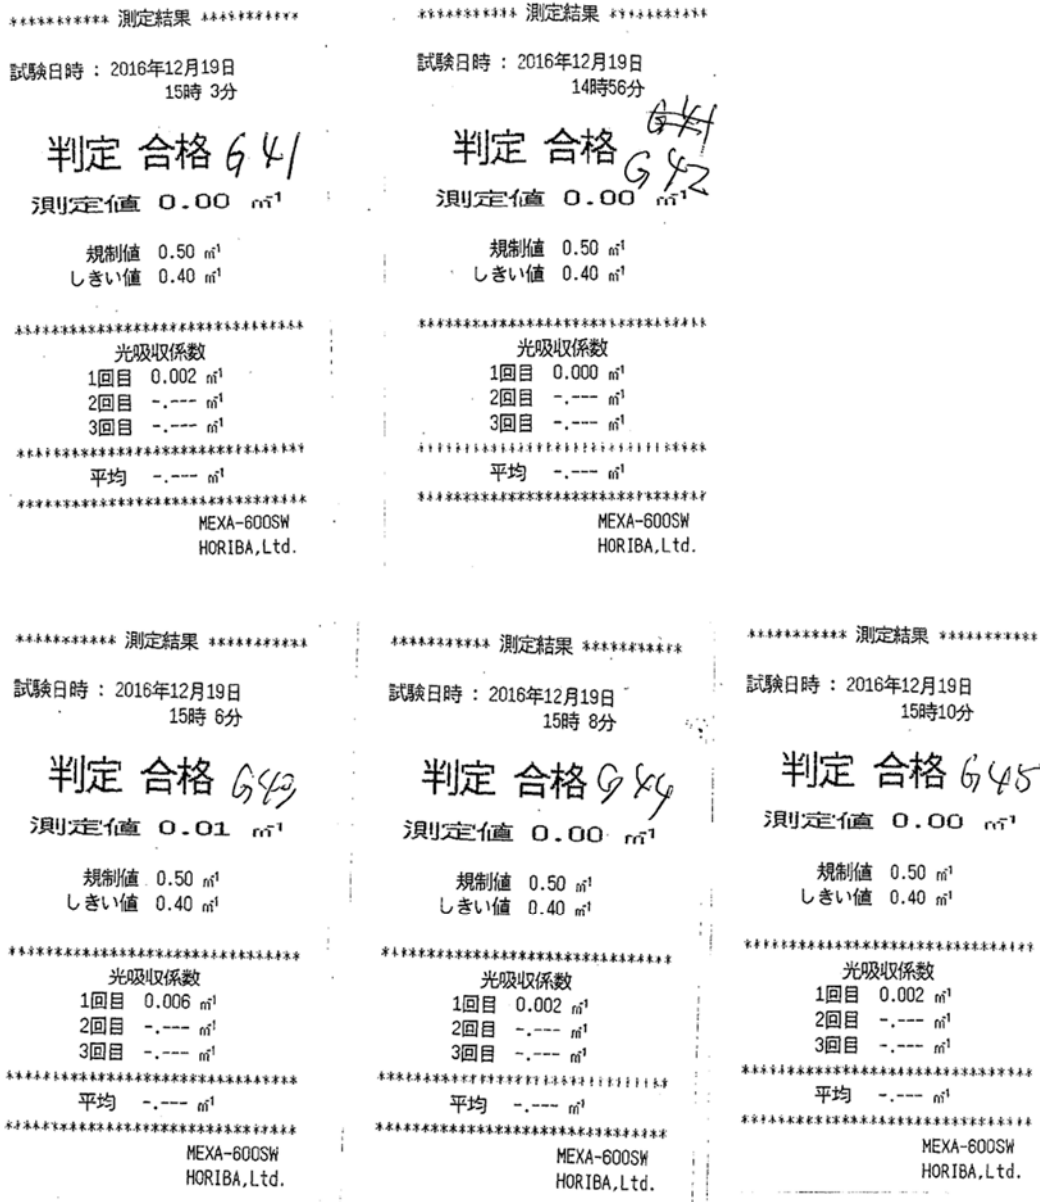 *********** 測定結果 ***********
試験日時 : 2016年12月19日
15時 3分
判定 合格 G41
測定値 0.00 m-1
規制値 0.50 m-1
しきい値 0.40 m-1
********************************
光吸収係数
1回目 0.002 m-1
2回目 -.--- m-1
3回目 -.--- m-1
********************************
平均 -.--- m-1
********************************
MEXA-600SW
HORIBA,Ltd.
*********** 測定結果 ***********
試験日時 : 2016年12月19日
14時56分
G41
判定 合格 G42
測定値 0.00 m-1
規制値 0.50 m-1
しきい値 0.40 m-1
********************************
光吸収係数
1回目 0.000 m-1
2回目 -.--- m-1
3回目 -.--- m-1
********************************
平均 -.--- m-1
********************************
MEXA-600SW
HORIBA,Ltd.
*********** 測定結果 ***********
試験日時 : 2016年12月19日
15時 6分
判定 合格 G43
測定値 0.01 m-1
規制値 0.50 m-1
しきい値 0.40 m-1
********************************
光吸収係数
1回目 0.006 m-1
2回目 -.--- m-1
3回目 -.--- m-1
********************************
平均 -.--- m-1
********************************
MEXA-600SW
HORIBA,Ltd.
*********** 測定結果 ***********
試験日時 : 2016年12月19日
15時 8分
判定 合格 G44
測定値 0.00 m-1
規制値 0.50 m-1
しきい値 0.40 m-1
********************************
光吸収係数
1回目 0.002 m-1
2回目 -.--- m-1
3回目 -.--- m-1
********************************
平均 -.--- m-1
********************************
MEXA-600SW
HORIBA,Ltd.
*********** 測定結果 ***********
試験日時 : 2016年12月19日
15時10分
判定 合格 G45
測定値 0.00 m-1
規制値 0.50 m-1
しきい値 0.40 m-1
********************************
光吸収係数
1回目 0.002 m-1
2回目 -.--- m-1
3回目 -.--- m-1
********************************
平均 -.--- m-1
********************************
MEXA-600SW
HORIBA,Ltd.